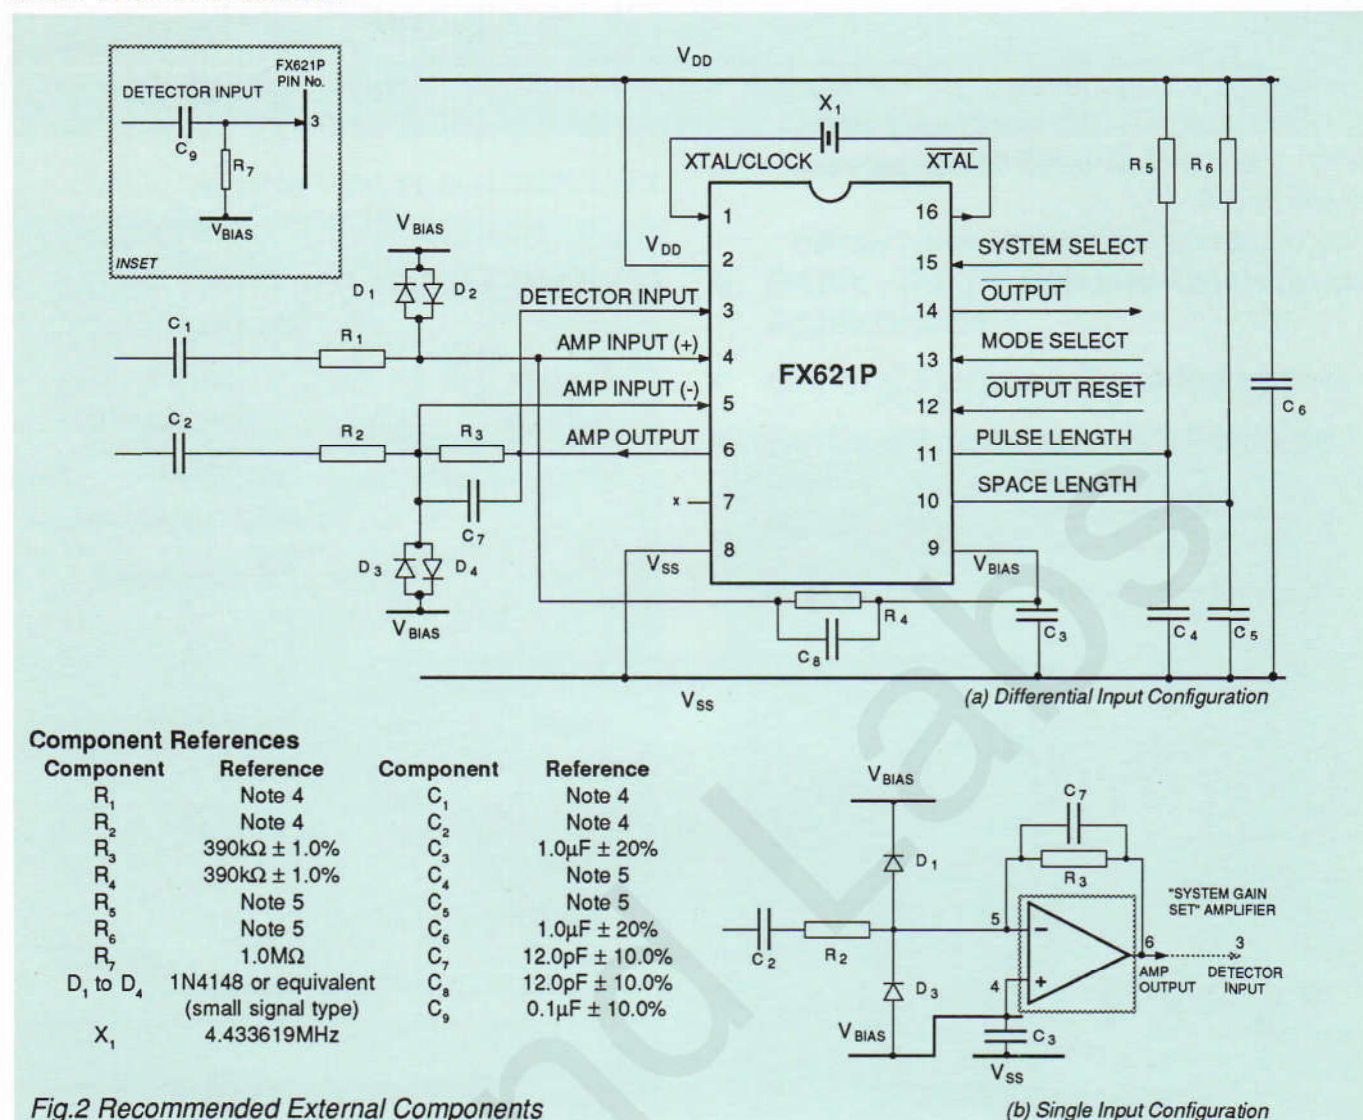 INSET
FX621P
PIN No.
DETECTOR INPUT
3
C9
R7
VBIAS
VDD
X1
XTAL/CLOCK
XTAL
R5
R6
VBIAS
1
16
VDD
2
15
SYSTEM SELECT
D1
D2
DETECTOR INPUT
3
14
OUTPUT
C1
R1
AMP INPUT (+)
4
FX621P
13
MODE SELECT
AMP INPUT (-)
5
12
OUTPUT RESET
C6
C2
R2
R3
AMP OUTPUT
6
11
PULSE LENGTH
x
7
10
SPACE LENGTH
C7
D3
D4
VSS
8
9
VBIAS
VBIAS
R4
C8
C3
C4
C5
VSS
(a) Differential Input Configuration
Component References
Component Reference Component Reference
R1 Note 4 C1 Note 4
R2 Note 4 C2 Note 4
R3 390kΩ ± 1.0% C3 1.0µF ± 20%
R4 390kΩ ± 1.0% C4 Note 5
R5 Note 5 C5 Note 5
R6 Note 5 C6 1.0µF ± 20%
R7 1.0MΩ C7 12.0pF ± 10.0%
D1 to D4 1N4148 or equivalent C8 12.0pF ± 10.0%
(small signal type) C9 0.1µF ± 10.0%
X1 4.433619MHz
VBIAS
C7
D1
R3
"SYSTEM GAIN
SET" AMPLIFIER
5
−
C2
R2
6
3
AMP
OUTPUT
DETECTOR
INPUT
4
+
D3
VBIAS
C3
VSS
Fig.2 Recommended External Components
(b) Single Input Configuration